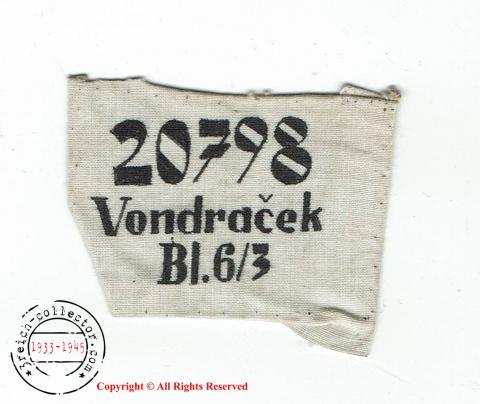 20798
Vondraček
Bl.6/3
3reich-collector.com
1933-1945
Copyright © All Rights Reserved